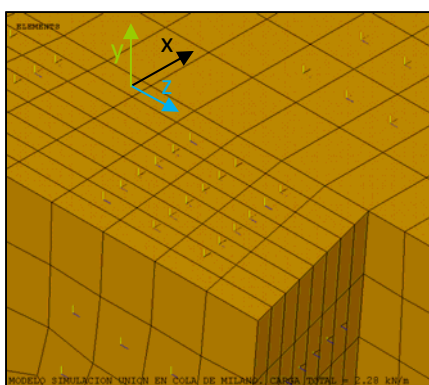 ELEMENTS
y
x
z
MODELO SIMULACION UNION EN COLA DE MILANO. CARGA TOTAL = 2.28 kN/m